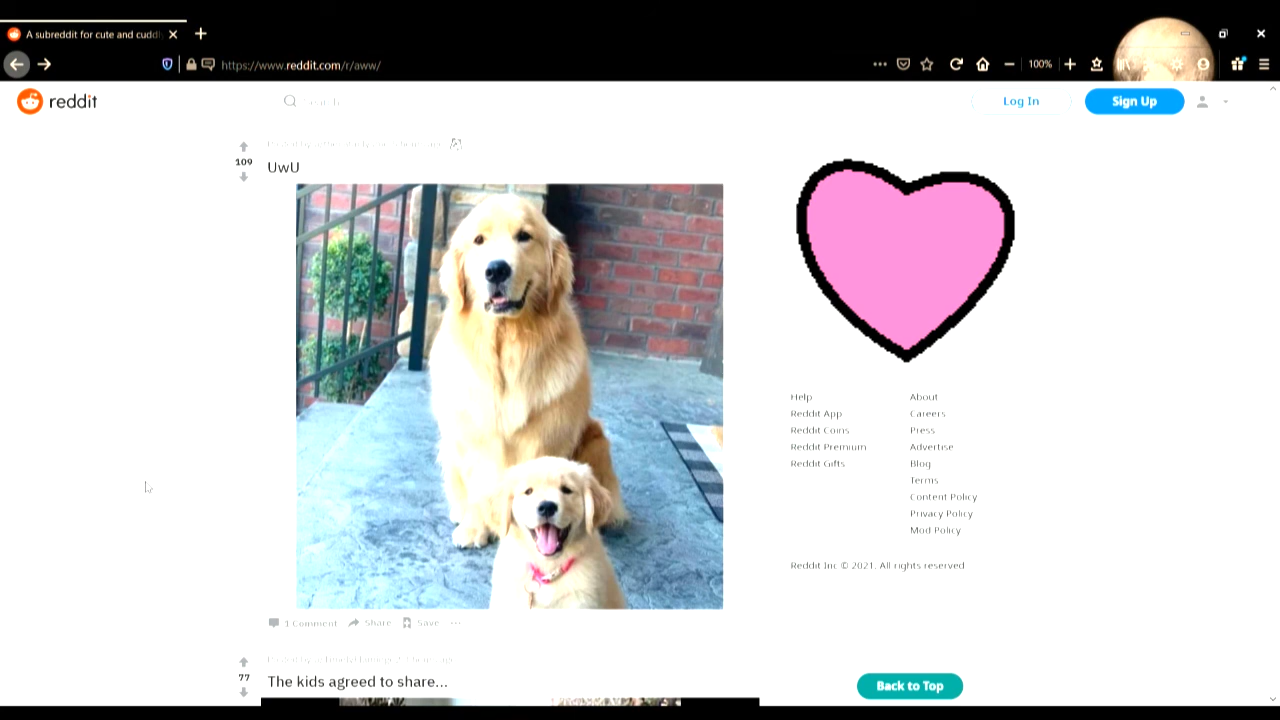 A subreddit for cute and cuddl
https://www.reddit.com/r/aww/
100%
reddit
Search
Log In
Sign Up
109
UwU
Help
About
Reddit App
Careers
Reddit Coins
Press
Reddit Premium
Advertise
Reddit Gifts
Blog
Terms
Content Policy
Privacy Policy
Mod Policy
Reddit Inc © 2021. All rights reserved
1 Comment
Share
Save
77
The kids agreed to share...
Back to Top